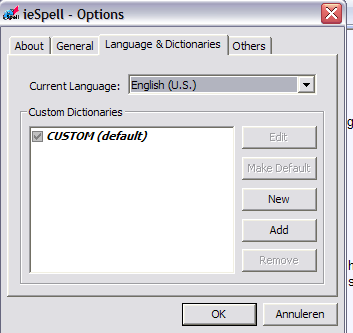 ieSpell - Options
About General Language & Dictionaries Others
Current Language: English (U.S.)
Custom Dictionaries
CUSTOM (default)
Edit
Make Default
New
Add
Remove
OK Annuleren